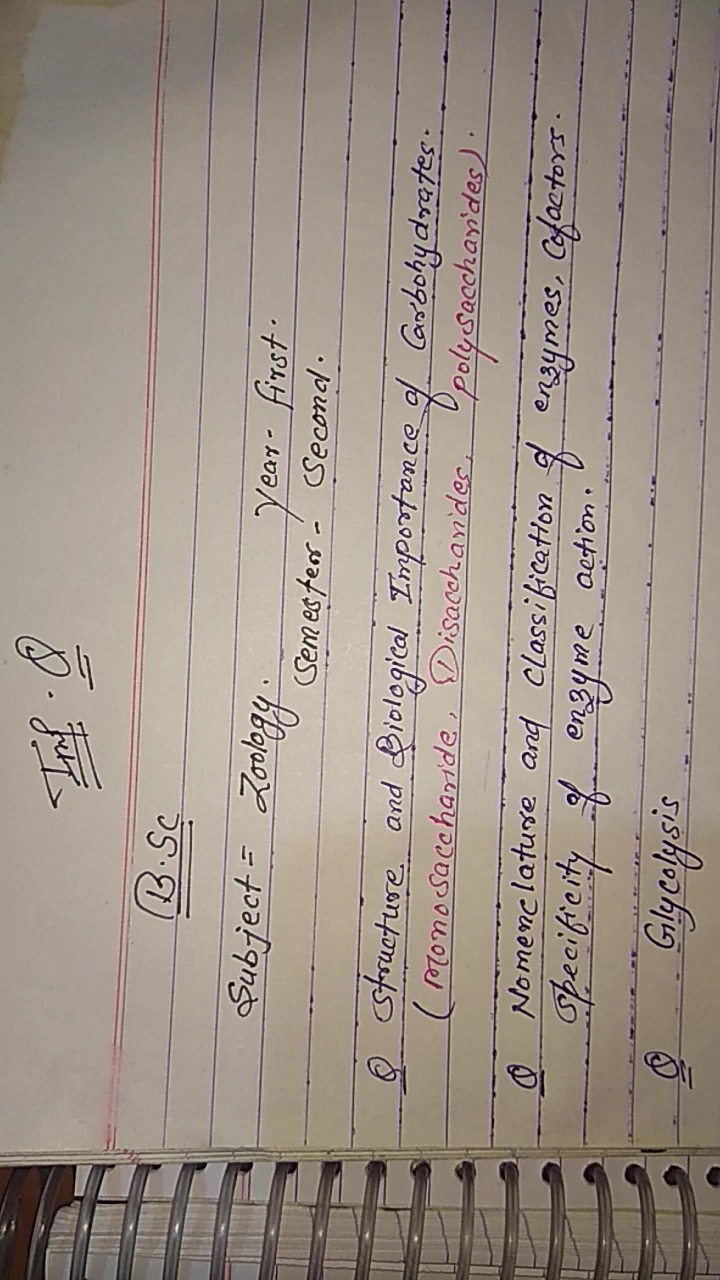 Imp. Q
B.Sc
Subject = Zoology. Year - first.
Semester - Second.
Q Structure and Biological Importance of Carbohydrates.
(Monosaccharide, Disaccharides, polysaccharides).
Q Nomenclature and classification of enzymes, Cofactors.
Specificity of enzyme action.
Q Glycolysis